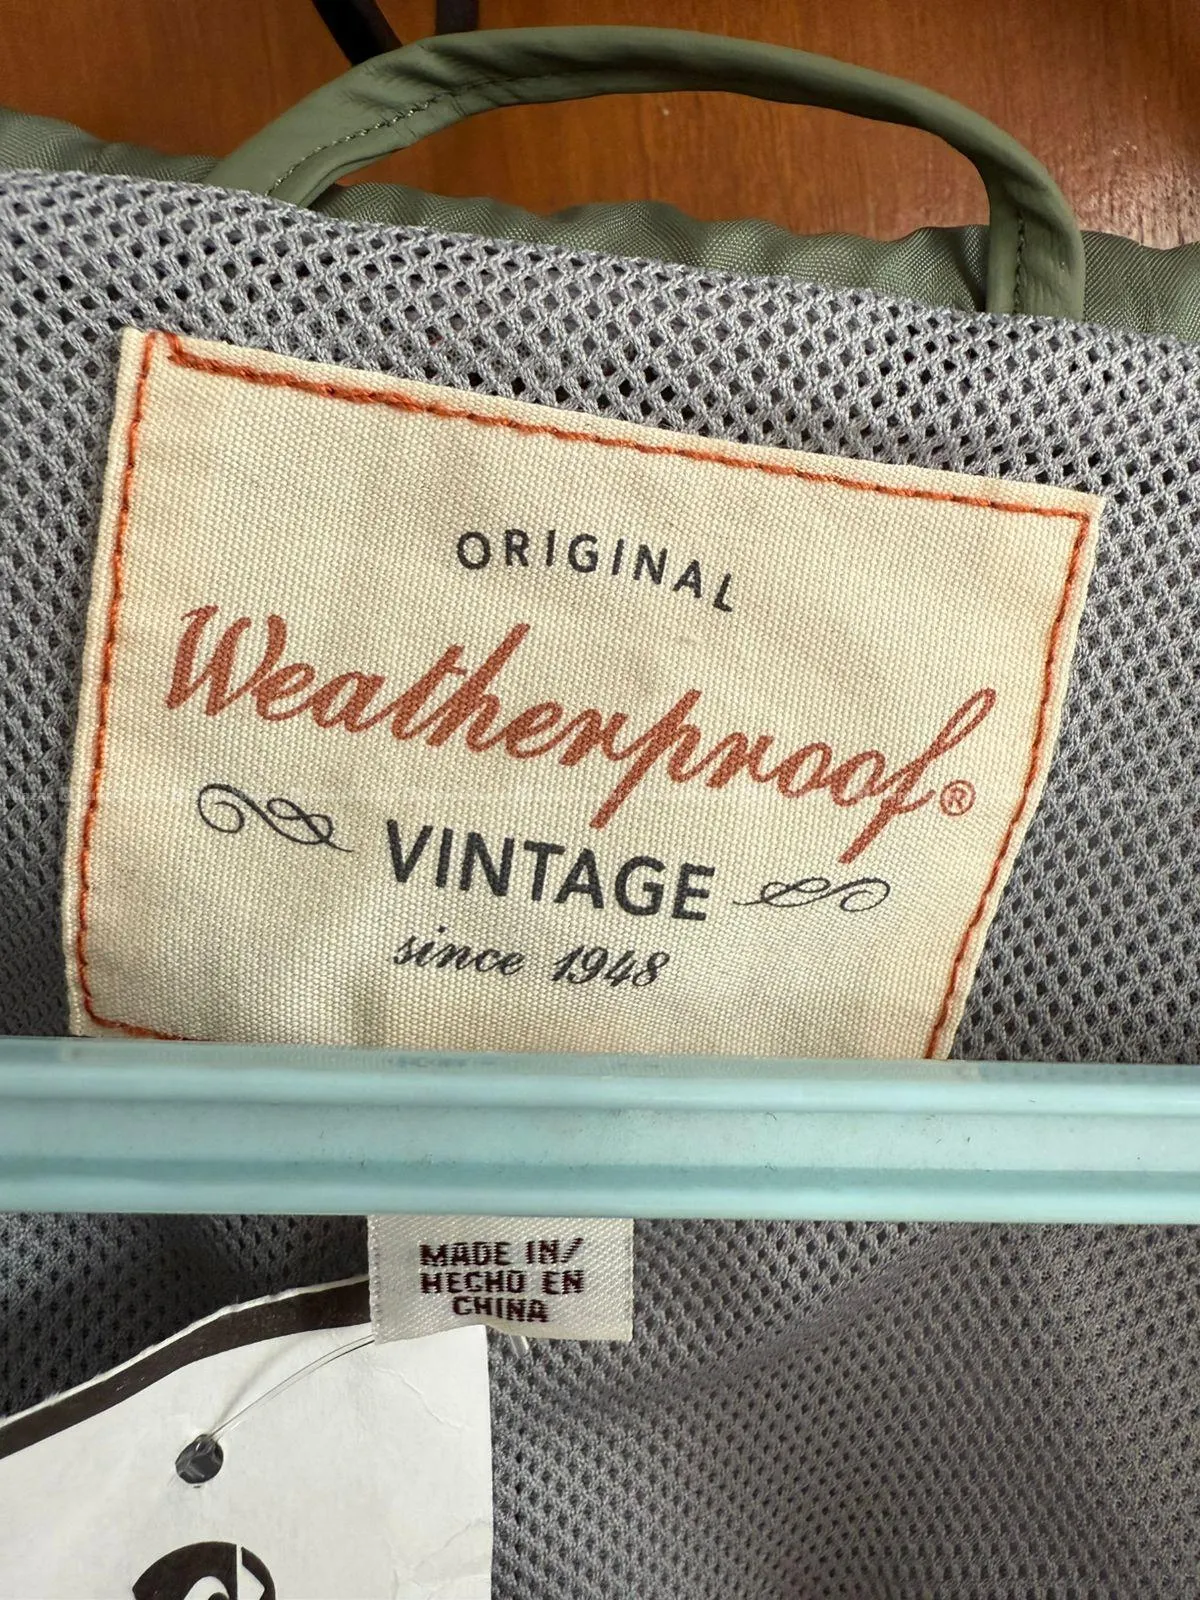 ORIGINAL
Weatherproof®
VINTAGE
since 1948
MADE IN/
HECHO EN
CHINA